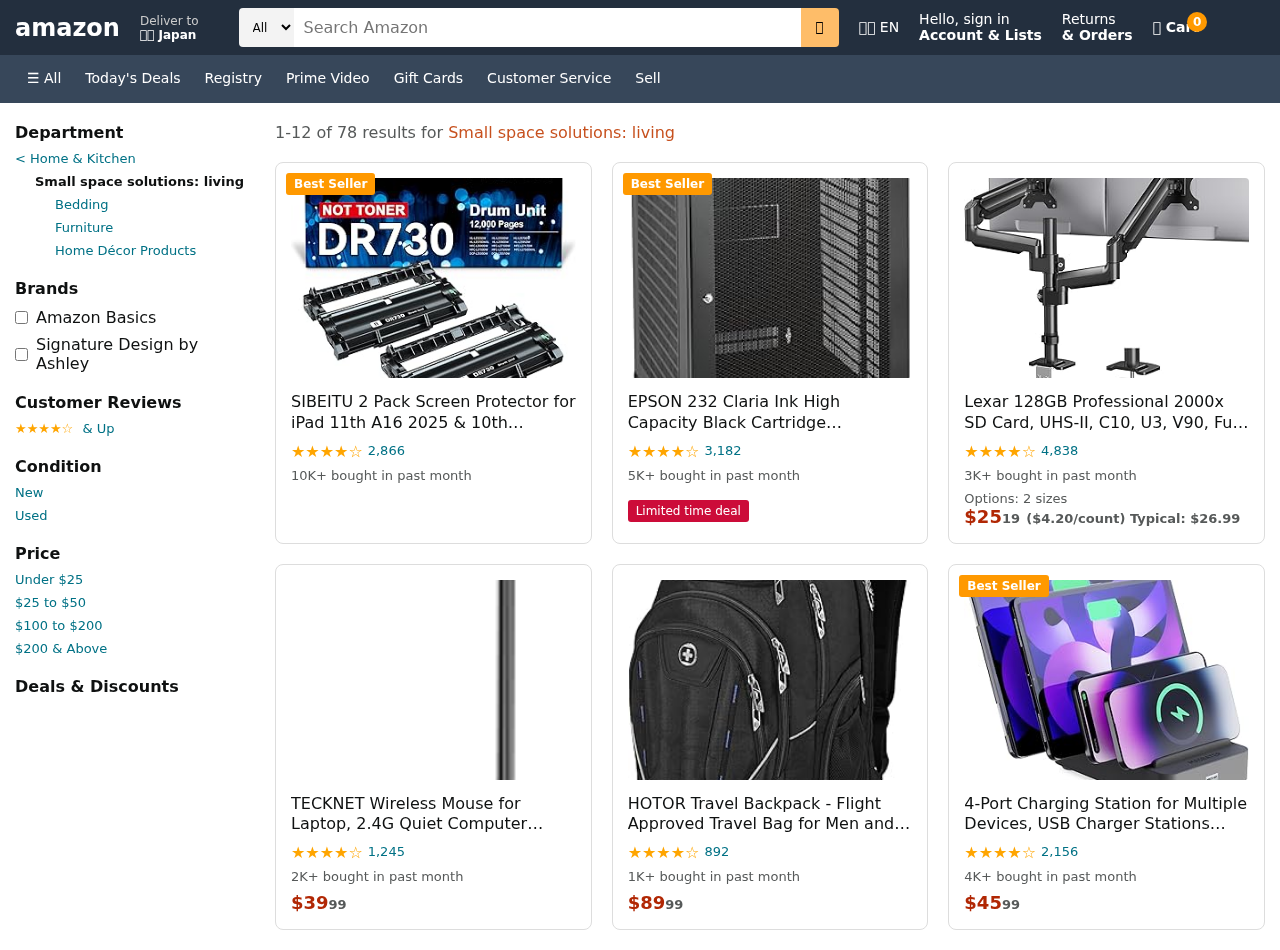 amazon
Deliver to
Japan
All
Search Amazon
EN
Hello, sign in
Account & Lists
Returns
& Orders
0
☰ All
Today's Deals
Registry
Prime Video
Gift Cards
Customer Service
Sell
Department
< Home & Kitchen
Small space solutions: living
Bedding
Furniture
Home Décor Products
Brands
Amazon Basics
Signature Design by
Ashley
Customer Reviews
★★★★☆ & Up
Condition
New
Used
Price
Under $25
$25 to $50
$100 to $200
$200 & Above
Deals & Discounts
1-12 of 78 results for Small space solutions: living
Best Seller
NOT TONER
DR730
Drum Unit
12,000 Pages
DR730
SIBEITU 2 Pack Screen Protector for
iPad 11th A16 2025 & 10th…
★★★★☆ 2,866
10K+ bought in past month
Best Seller
EPSON 232 Claria Ink High
Capacity Black Cartridge…
★★★★☆ 3,182
5K+ bought in past month
Limited time deal
Lexar 128GB Professional 2000x
SD Card, UHS-II, C10, U3, V90, Fu…
★★★★☆ 4,838
3K+ bought in past month
Options: 2 sizes
$25 19 ($4.20/count) Typical: $26.99
TECKNET Wireless Mouse for
Laptop, 2.4G Quiet Computer…
★★★★☆ 1,245
2K+ bought in past month
$39 99
HOTOR Travel Backpack - Flight
Approved Travel Bag for Men and…
★★★★☆ 892
1K+ bought in past month
$89 99
Best Seller
4-Port Charging Station for Multiple
Devices, USB Charger Stations…
★★★★☆ 2,156
4K+ bought in past month
$45 99